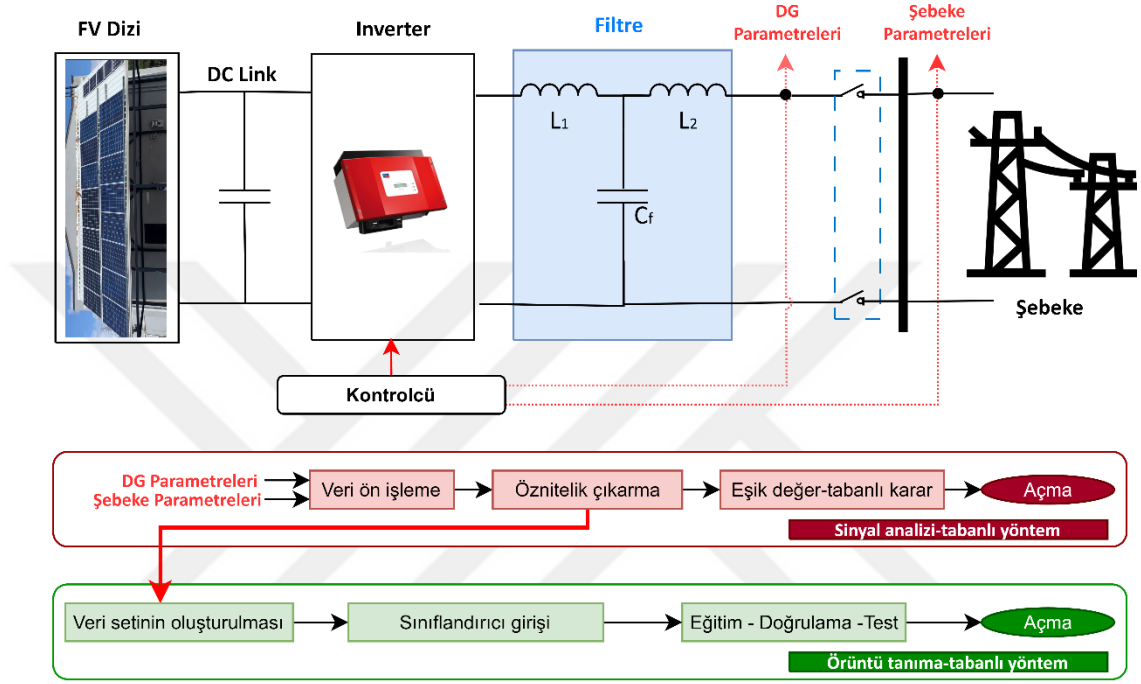 FV Dizi
DC Link
Inverter
Filtre
DG
Parametreleri
Şebeke
Parametreleri
L1
L2
Cf
Şebeke
Kontrolcü
DG Parametreleri
Şebeke Parametreleri
Veri ön işleme
Öznitelik çıkarma
Eşik değer-tabanlı karar
Açma
Sinyal analizi-tabanlı yöntem
Veri setinin oluşturulması
Sınıflandırıcı girişi
Eğitim - Doğrulama -Test
Açma
Örüntü tanıma-tabanlı yöntem